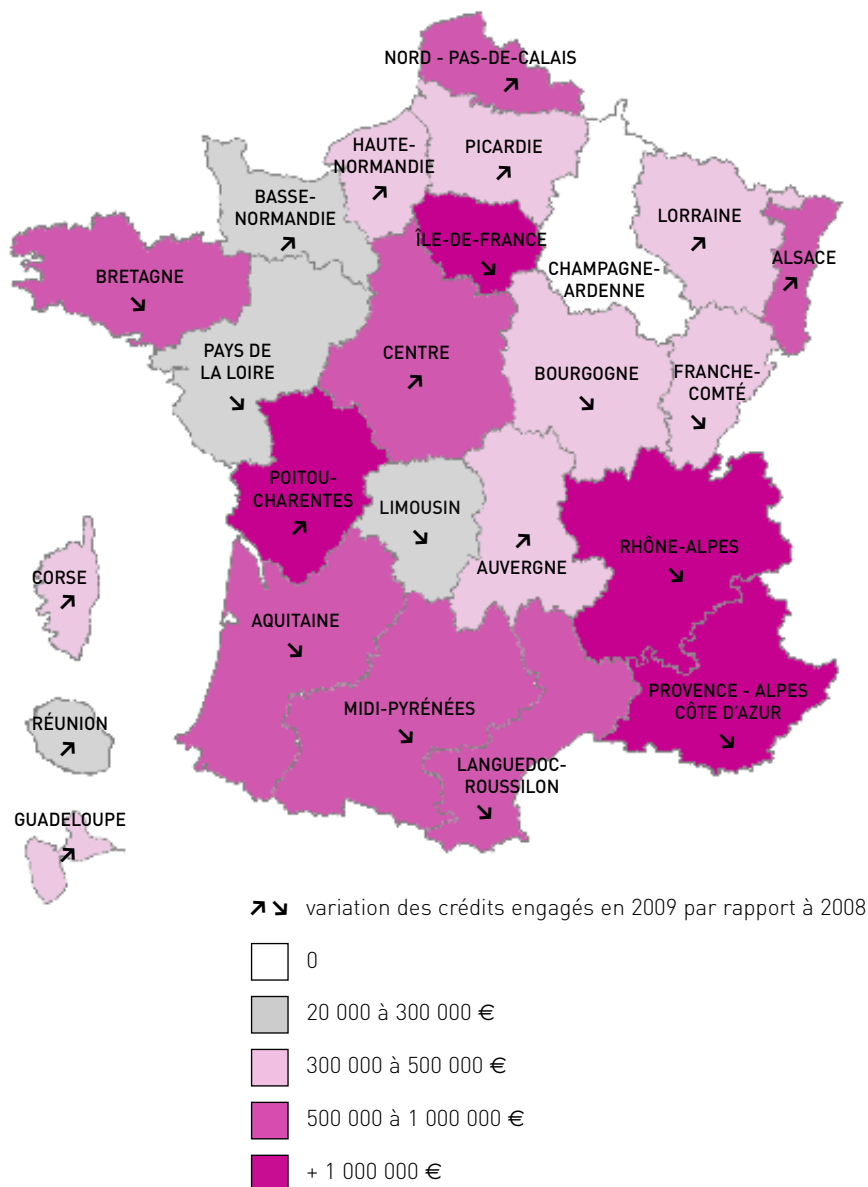 NORD - PAS-DE-CALAIS
↗
HAUTE-
NORMANDIE
↗
PICARDIE
↗
BASSE-
NORMANDIE
↗
ÎLE-DE-FRANCE
↘
LORRAINE
↗
CHAMPAGNE-
ARDENNE
ALSACE
↗
BRETAGNE
↘
PAYS DE
LA LOIRE
↘
CENTRE
↗
BOURGOGNE
↘
FRANCHE-
COMTÉ
↘
POITOU-
CHARENTES
↗
LIMOUSIN
↘
↗
AUVERGNE
RHÔNE-ALPES
↘
CORSE
↗
AQUITAINE
↘
MIDI-PYRÉNÉES
↘
PROVENCE - ALPES
CÔTE D'AZUR
↘
RÉUNION
↗
LANGUEDOC-
ROUSSILON
↘
GUADELOUPE
↗
↗ ↘ variation des crédits engagés en 2009 par rapport à 2008
0
20 000 à 300 000 €
300 000 à 500 000 €
500 000 à 1 000 000 €
+ 1 000 000 €